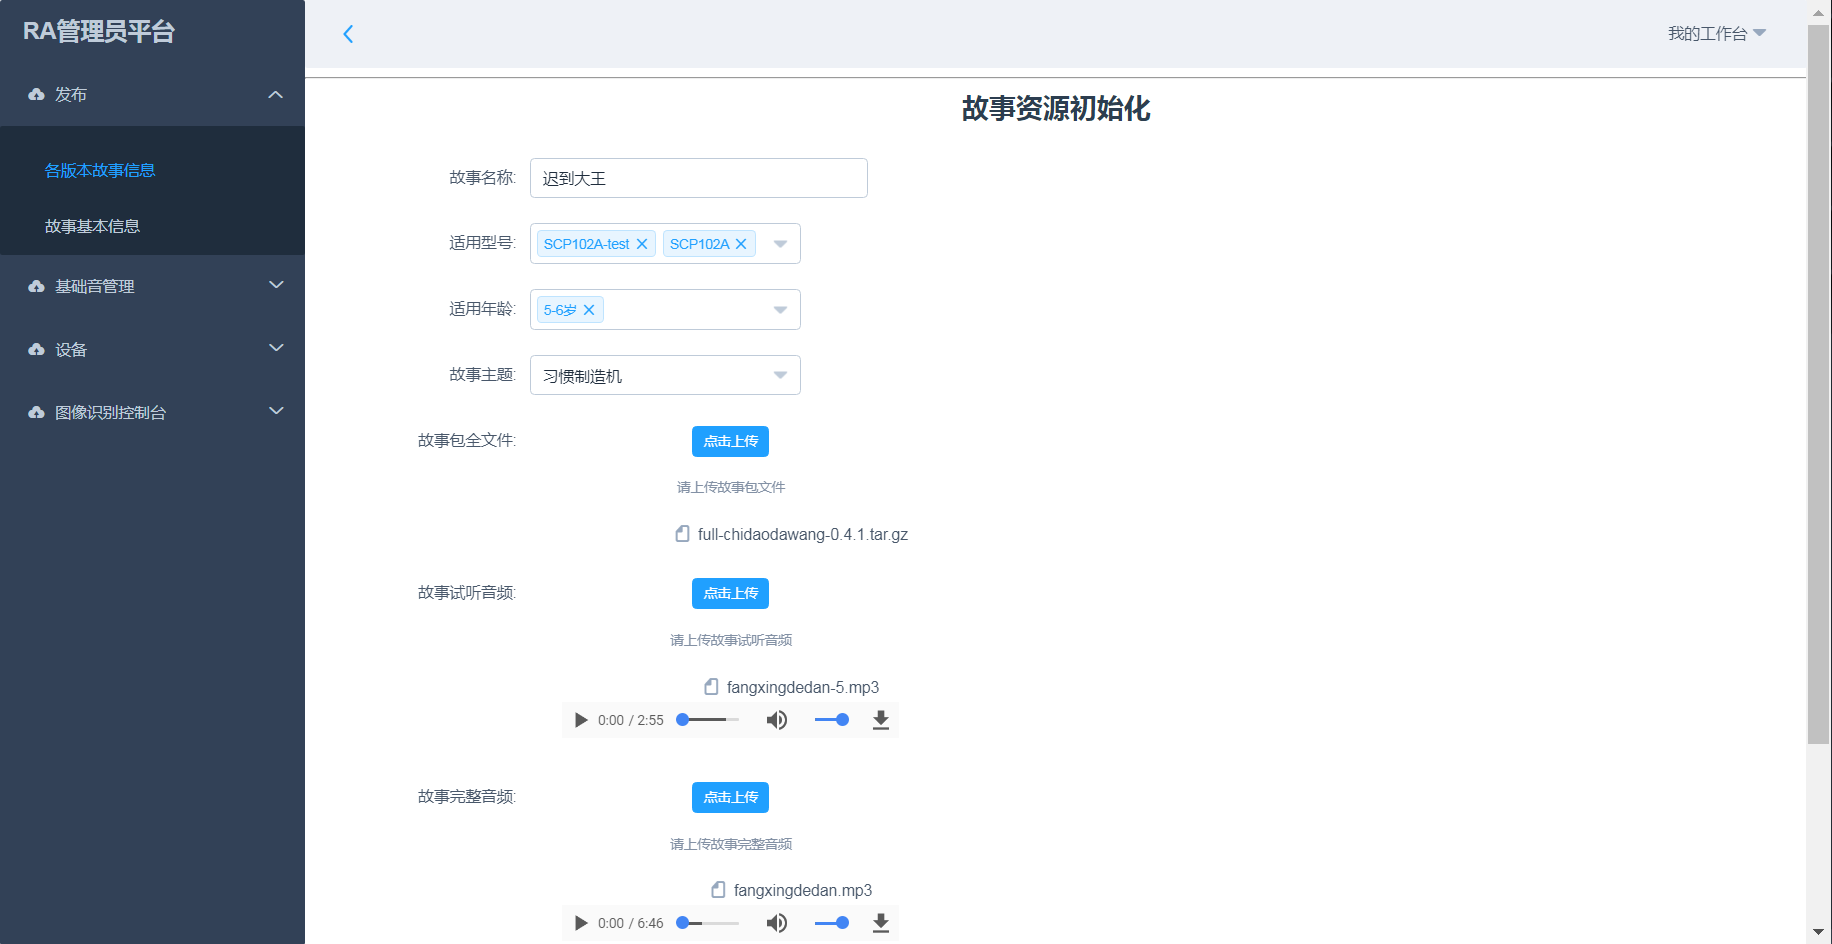 RA管理员平台
发布
各版本故事信息
故事基本信息
基础音管理
设备
图像识别控制台
我的工作台
故事资源初始化
故事名称:
迟到大王
适用型号:
SCP102A-test
SCP102A
适用年龄:
5-6岁
故事主题:
习惯制造机
故事包全文件:
点击上传
请上传故事包文件
full-chidaodawang-0.4.1.tar.gz
故事试听音频:
点击上传
请上传故事试听音频
fangxingdedan-5.mp3
0:00 / 2:55
故事完整音频:
点击上传
请上传故事完整音频
fangxingdedan.mp3
0:00 / 6:46